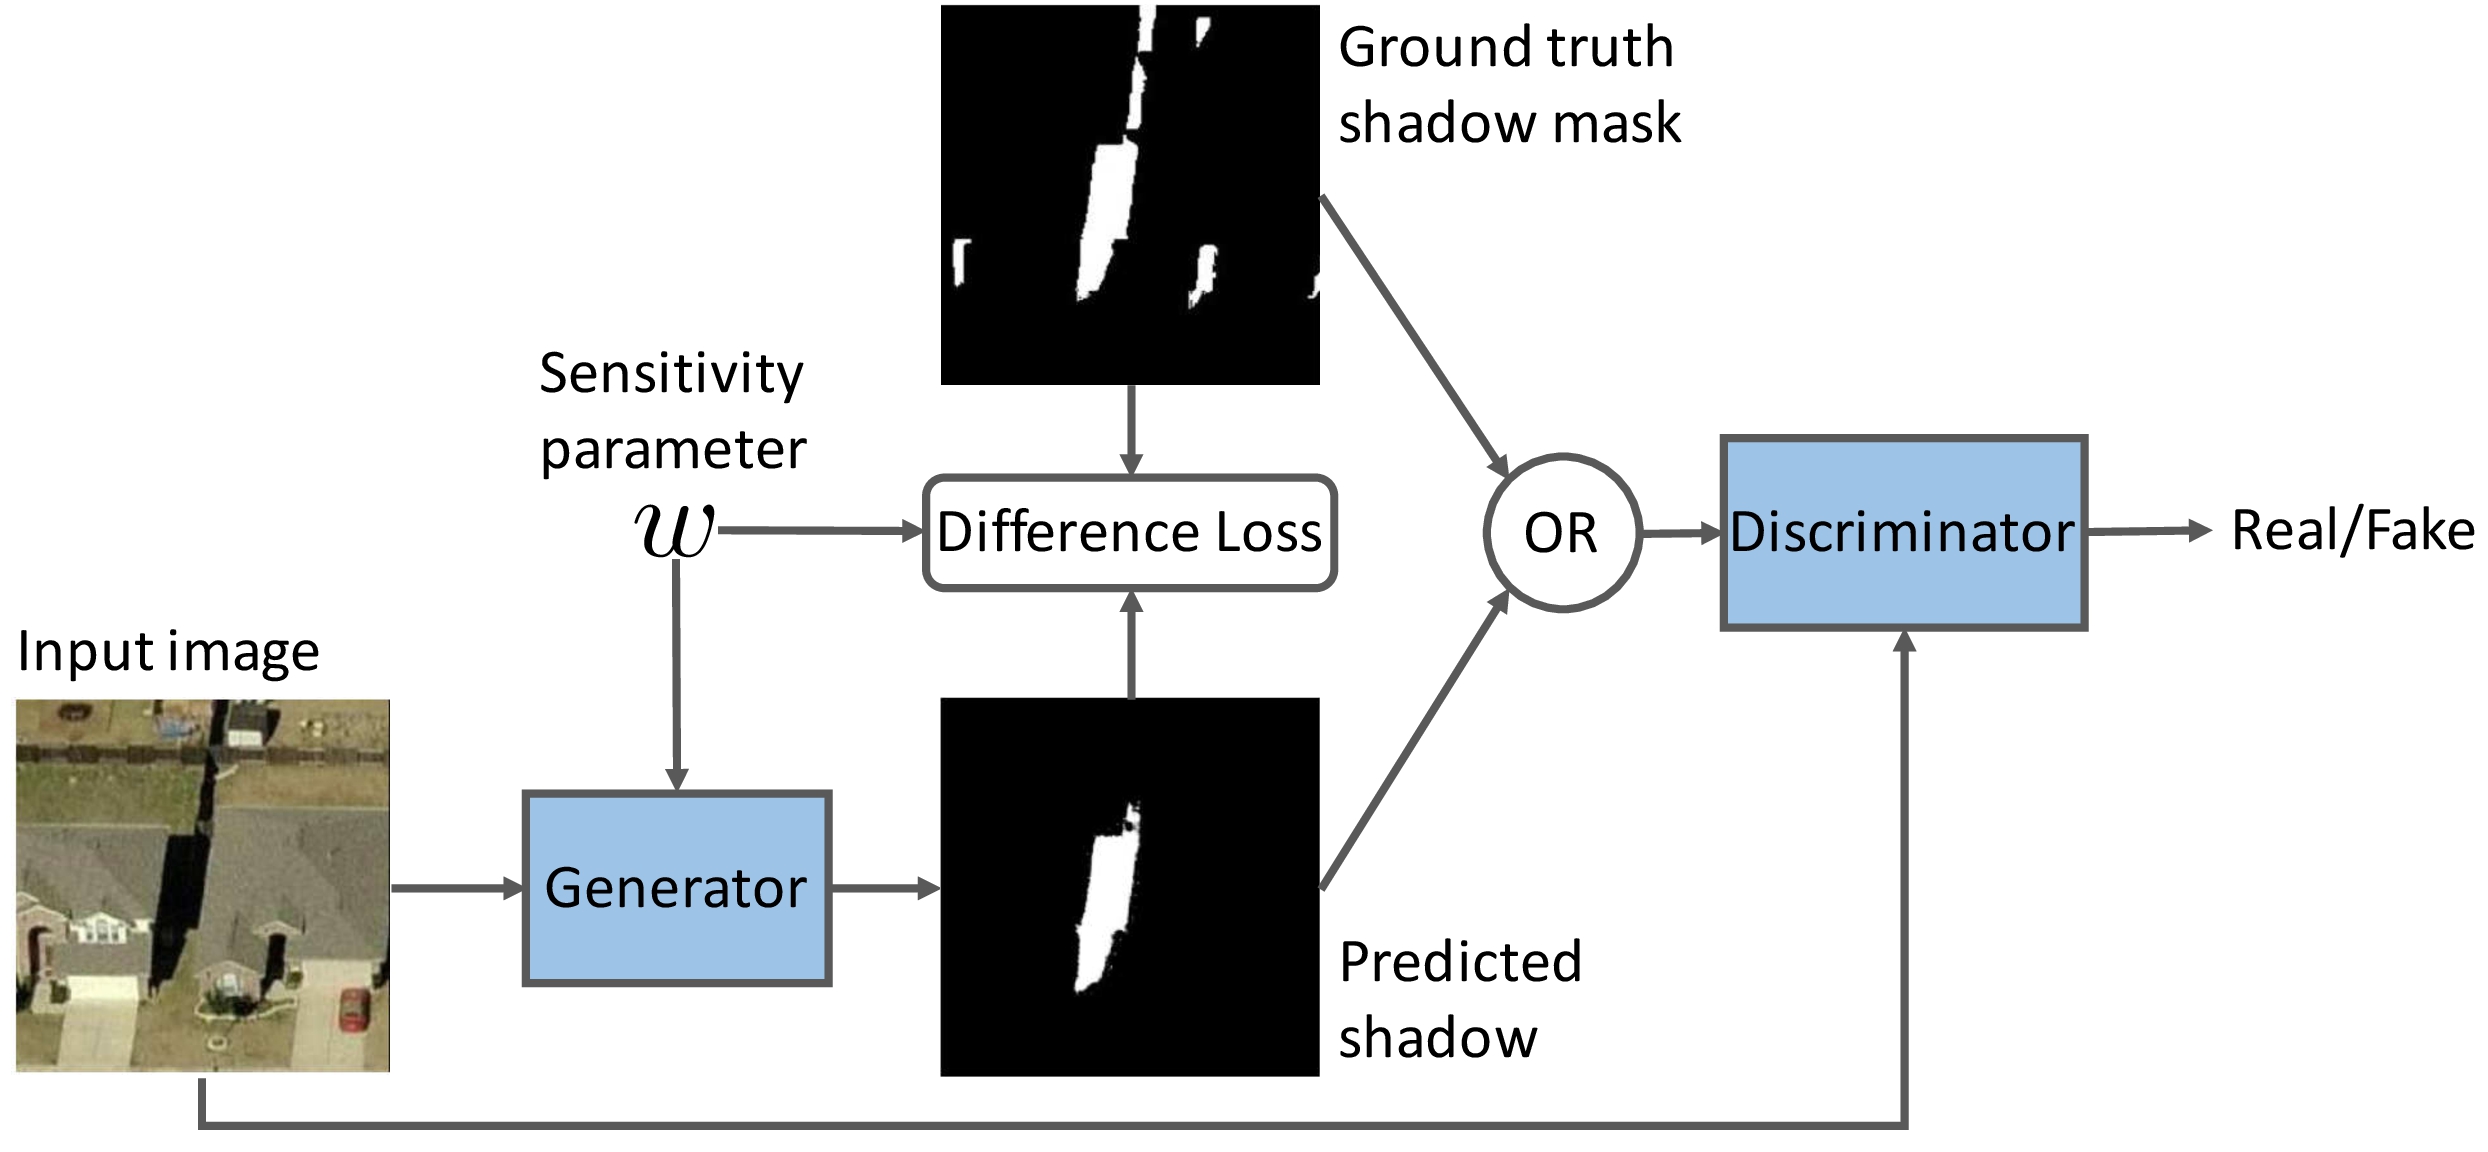 Ground truth
shadow mask
Sensitivity
parameter
w
Difference Loss
OR
Discriminator
Real/Fake
Input image
Generator
Predicted
shadow